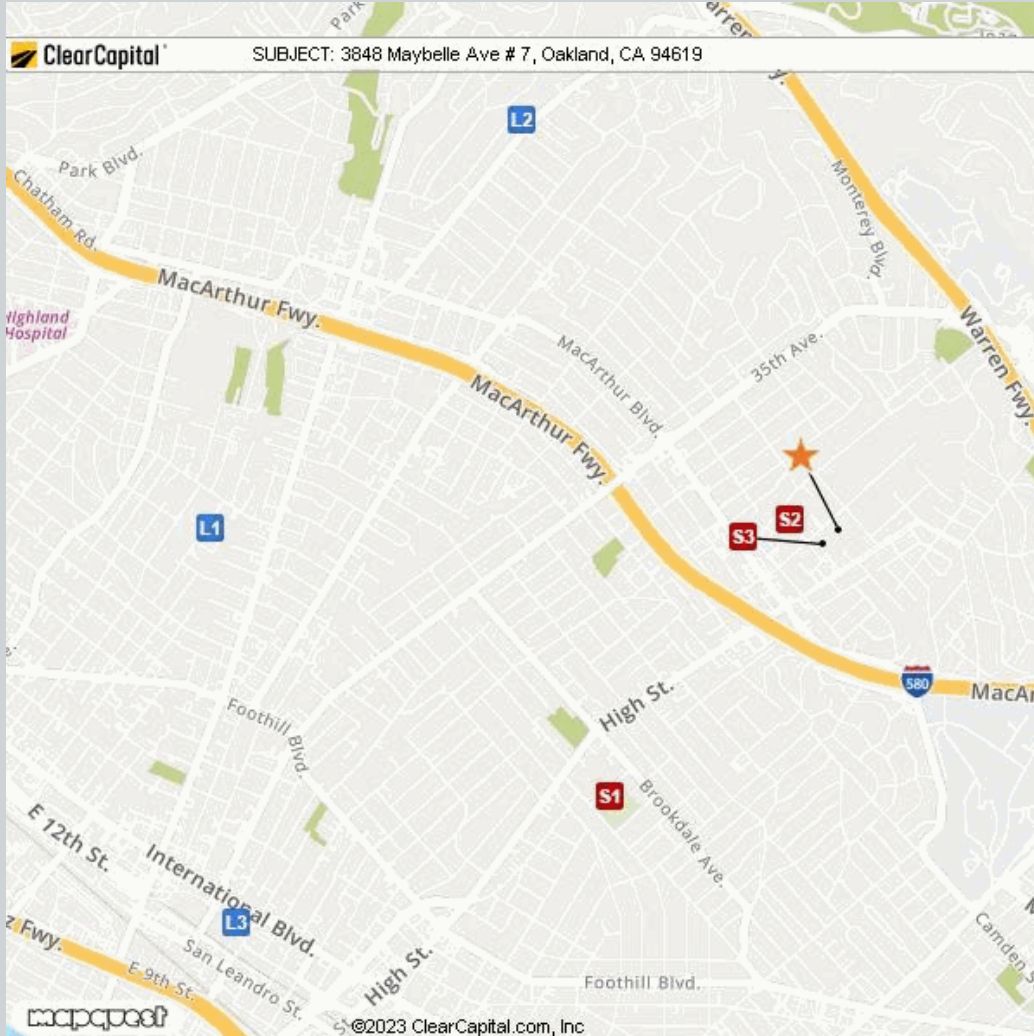 Park
arren
ClearCapital
SUBJECT: 3848 Maybelle Ave # 7, Oakland, CA 94619
y.
L2
Park Blvd.
Chatham Rd.
Monterey Blvd.
MacArthur Fwy.
Highland
Hospital
MacArthur Blvd.
35th Ave.
Warren Fwy.
MacArthur Fwy.
L1
S2
S3
580
MacAr
High St.
Foothill Blvd.
S1
Brookdale Ave.
E 12th St.
International Blvd.
L3
z Fwy.
San Leandro St.
High St.
Camden S
E 9th St.
Foothill Blvd.
mapquest
©2023 ClearCapital.com, Inc